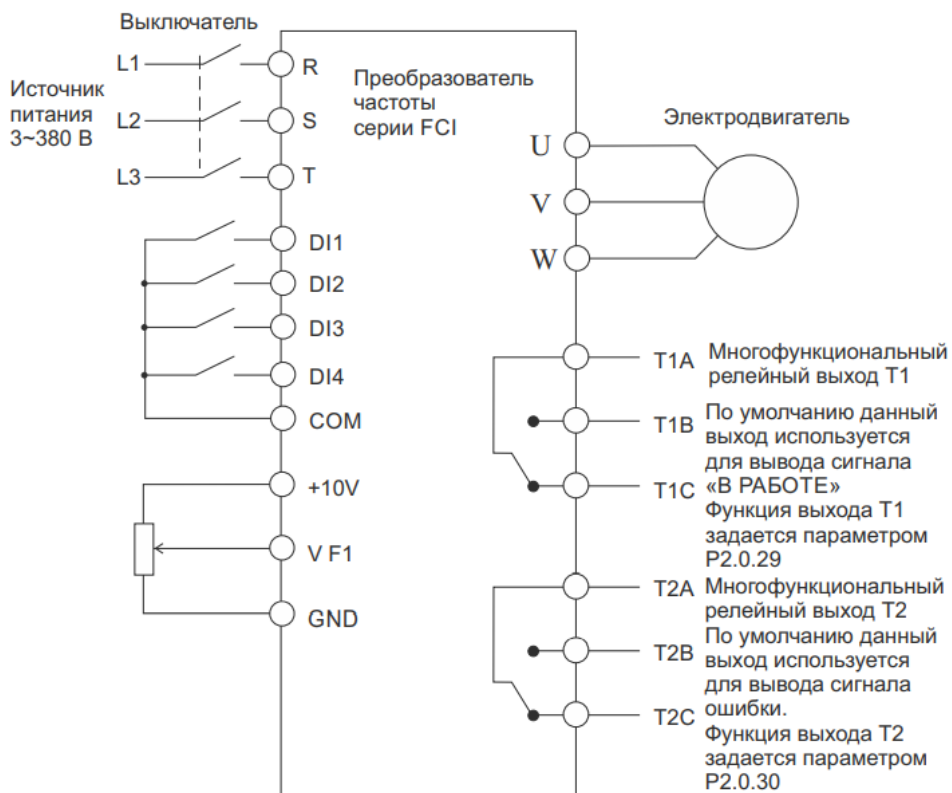 Выключатель
L1
R
Источник
питания
3~380 В
L2
S
L3
T
Преобразователь
частоты
серии FCI
Электродвигатель
U
V
W
DI1
DI2
DI3
DI4
COM
+10V
V F1
GND
T1A
Многофункциональный
релейный выход T1
T1B
По умолчанию данный
выход используется
для вывода сигнала
T1C
«В РАБОТЕ»
Функция выхода T1
задается параметром
P2.0.29
T2A
Многофункциональный
релейный выход T2
T2B
По умолчанию данный
выход используется
для вывода сигнала
T2C
ошибки.
Функция выхода T2
задается параметром
P2.0.30